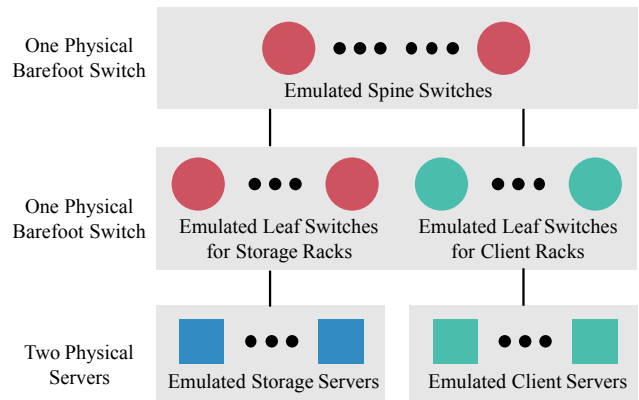 One Physical
Barefoot Switch
Emulated Spine Switches
One Physical
Barefoot Switch
Emulated Leaf Switches
for Storage Racks
Emulated Leaf Switches
for Client Racks
Two Physical
Servers
Emulated Storage Servers
Emulated Client Servers